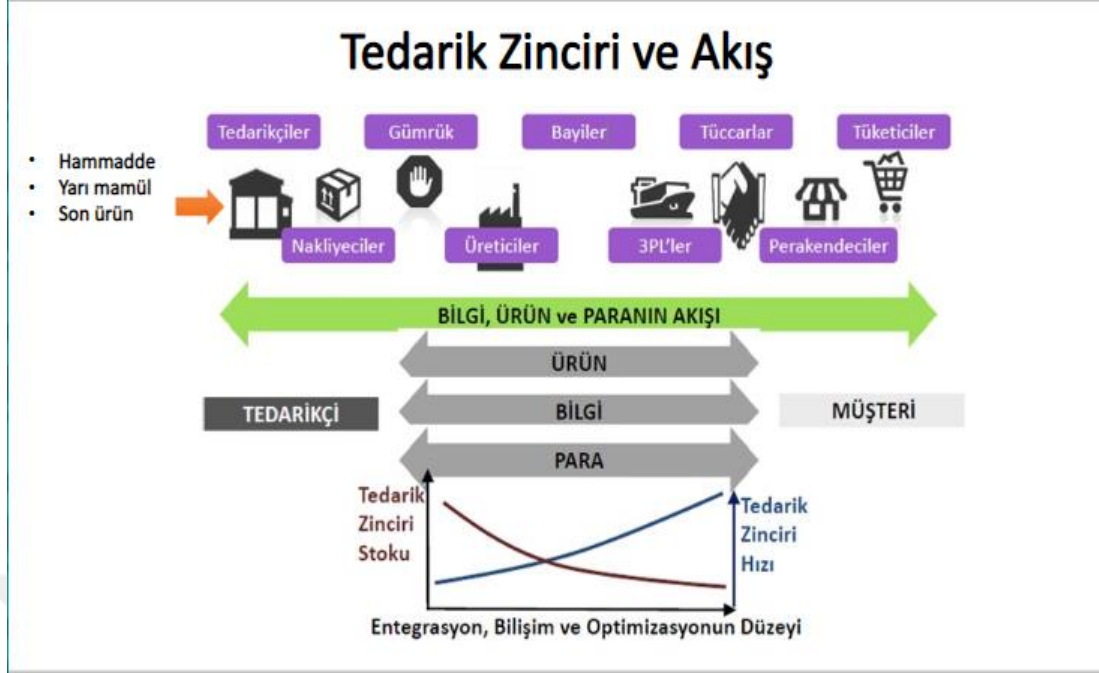 Tedarik Zinciri ve Akış
Tedarikçiler
Gümrük
Bayiler
Tüccarlar
Tüketiciler
• Hammadde
• Yarı mamül
• Son ürün
Nakliyeciler
Üreticiler
3PL'ler
Perakendeciler
BİLGİ, ÜRÜN ve PARANIN AKIŞI
ÜRÜN
TEDARİKÇİ
BİLGİ
MÜŞTERİ
PARA
Tedarik
Zinciri
Stoku
Tedarik
Zinciri
Hızı
Entegrasyon, Bilişim ve Optimizasyonun Düzeyi